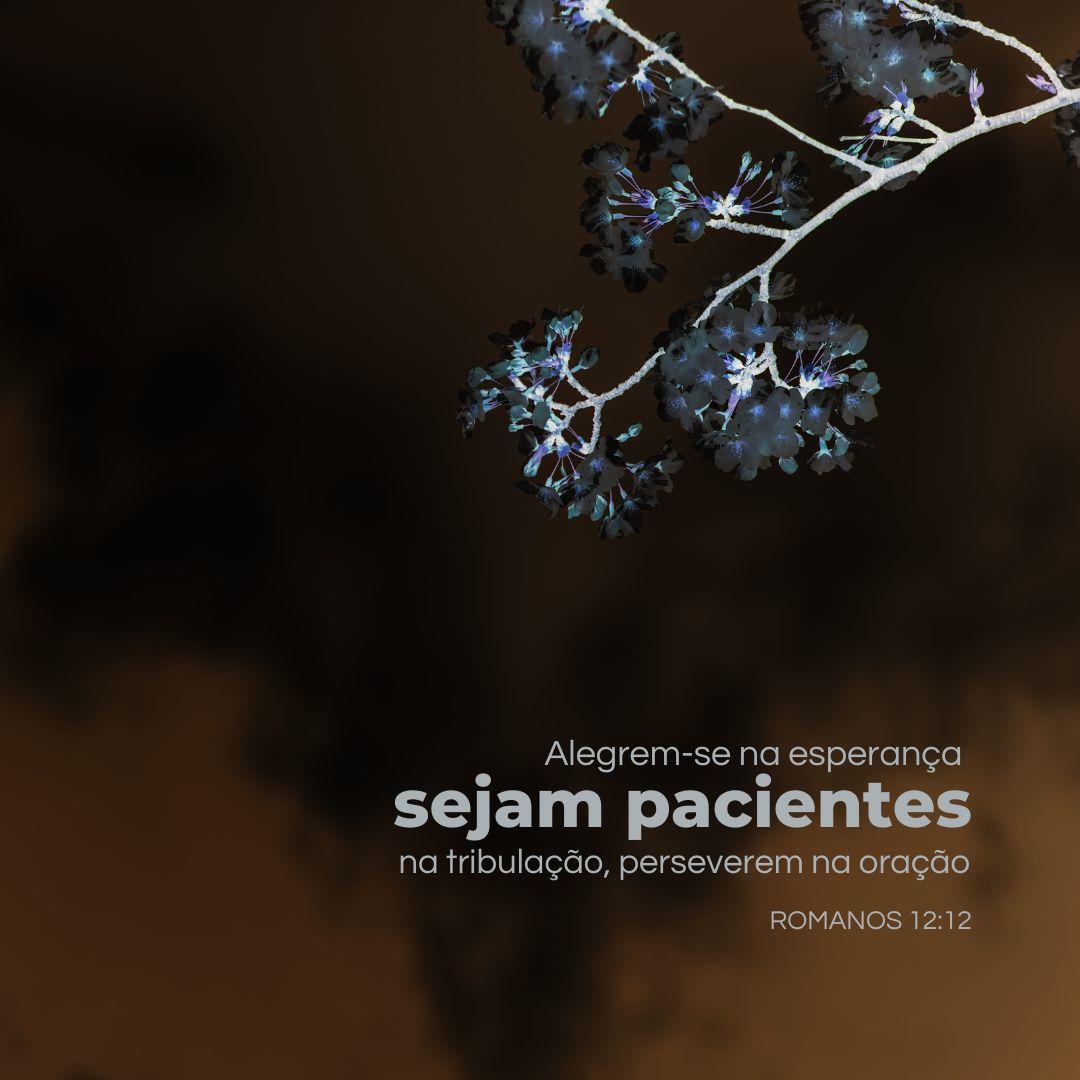 Alegrem-se na esperança
sejam pacientes
na tribulação, perseverem na oração
ROMANOS 12:12